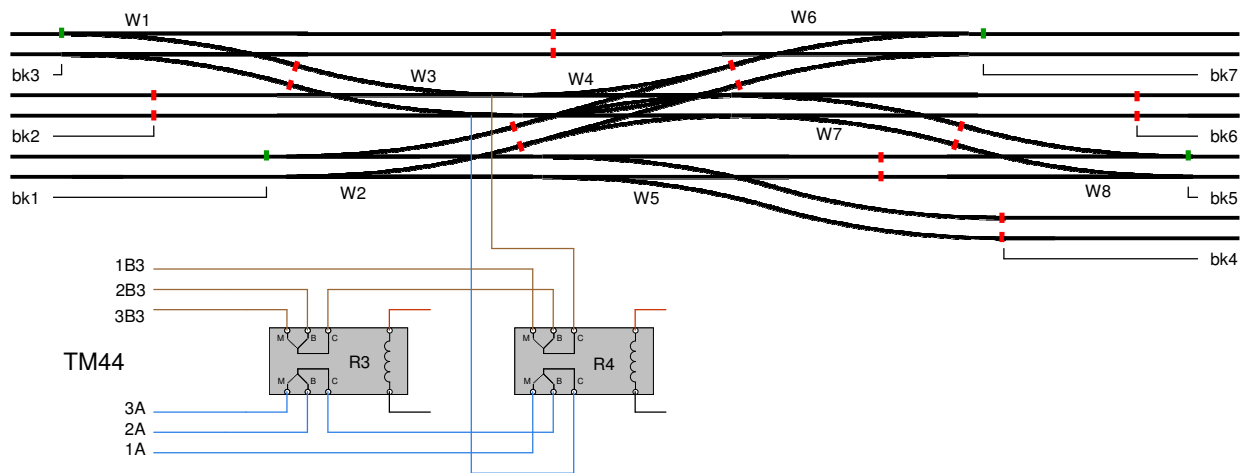 W1
W6
bk3
bk7
W3
W4
bk2
W7
bk6
bk1
W2
W5
W8
bk5
bk4
1B3
2B3
3B3
M B C
M B C
TM44
R3
R4
M B C
M B C
3A
2A
1A